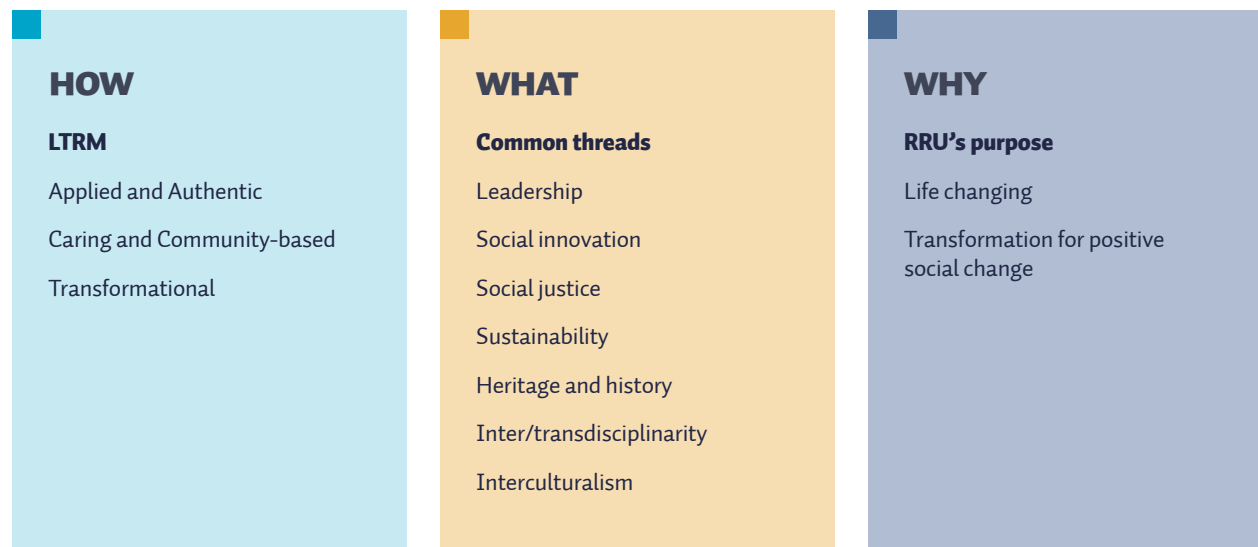 HOW
LTRM
Applied and Authentic
Caring and Community-based
Transformational
WHAT
Common threads
Leadership
Social innovation
Social justice
Sustainability
Heritage and history
Inter/transdisciplinarity
Interculturalism
WHY
RRU’s purpose
Life changing
Transformation for positive
social change